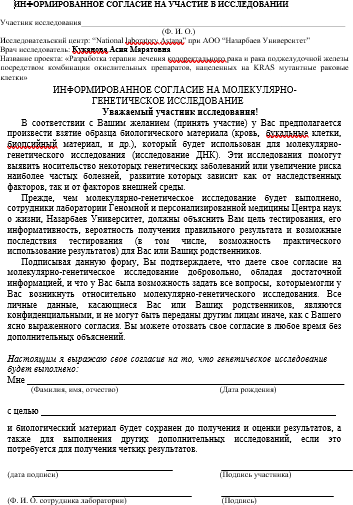 ИНФОРМИРОВАННОЕ СОГЛАСИЕ НА УЧАСТИЕ В ИССЛЕДОВАНИИ
Участник исследования
(Ф. И. О.)
Исследовательский центр: “National laboratory Astana” при АОО “Назарбаев Университет”
Врач исследователь: Кужанова Асия Маратовна
Название проекта: «Разработка терапии лечения колоректального рака и рака поджелудочной железы
посредством комбинации окислительных препаратов, нацеленных на KRAS мутантные раковые
клетки»
ИНФОРМИРОВАННОЕ СОГЛАСИЕ НА МОЛЕКУЛЯРНО-
ГЕНЕТИЧЕСКОЕ ИССЛЕДОВАНИЕ
Уважаемый участник исследования!
В соответствии с Вашим желанием (принять участие) у Вас предполагается
произвести взятие образца биологического материала (кровь, букальные клетки,
биопсийный материал, и др.), который будет использован для молекулярно-
генетического исследования (исследование ДНК). Эти исследования помогут
выявить носительство некоторых генетических заболеваний или увеличение риска
наиболее частых болезней, развитие которых зависит как от наследственных
факторов, так и от факторов внешней среды.
Прежде, чем молекулярно-генетическое исследование будет выполнено,
сотрудники лаборатории Геномной и персонализированной медицины Центра наук
о жизни, Назарбаев Университет, должны объяснить Вам цель тестирования, его
информативность, вероятность получения правильного результата и возможные
последствия тестирования (в том числе, возможность практического
использование результатов) для Вас или Ваших родственников.
Подписывая данную форму, Вы подтверждаете, что даете свое согласие на
молекулярно-генетическое исследование добровольно, обладая достаточной
информацией, и что у Вас была возможность задать все вопросы, которыемогли у
Вас возникнуть относительно молекулярно-генетического исследования. Все
личные данные, касающиеся Вас или Ваших родственников, являются
конфиденциальными, и не могут быть переданы другим лицам иначе, как с Вашего
ясно выраженного согласия. Вы можете отозвать свое согласие в любое время без
дополнительных объяснений.
Настоящим я выражаю свое согласие на то, что генетическое исследование
будет выполнено:
Мне
(Фамилия, имя, отчество) (Дата рождения)
с целью
и биологический материал будет сохранен до получения и оценки результатов, а
также для выполнения других дополнительных исследований, если это
потребуется для получения четких результатов.
(дата подписи) (Подпись участника)
(Ф. И. О. сотрудника лаборатории) (Подпись)